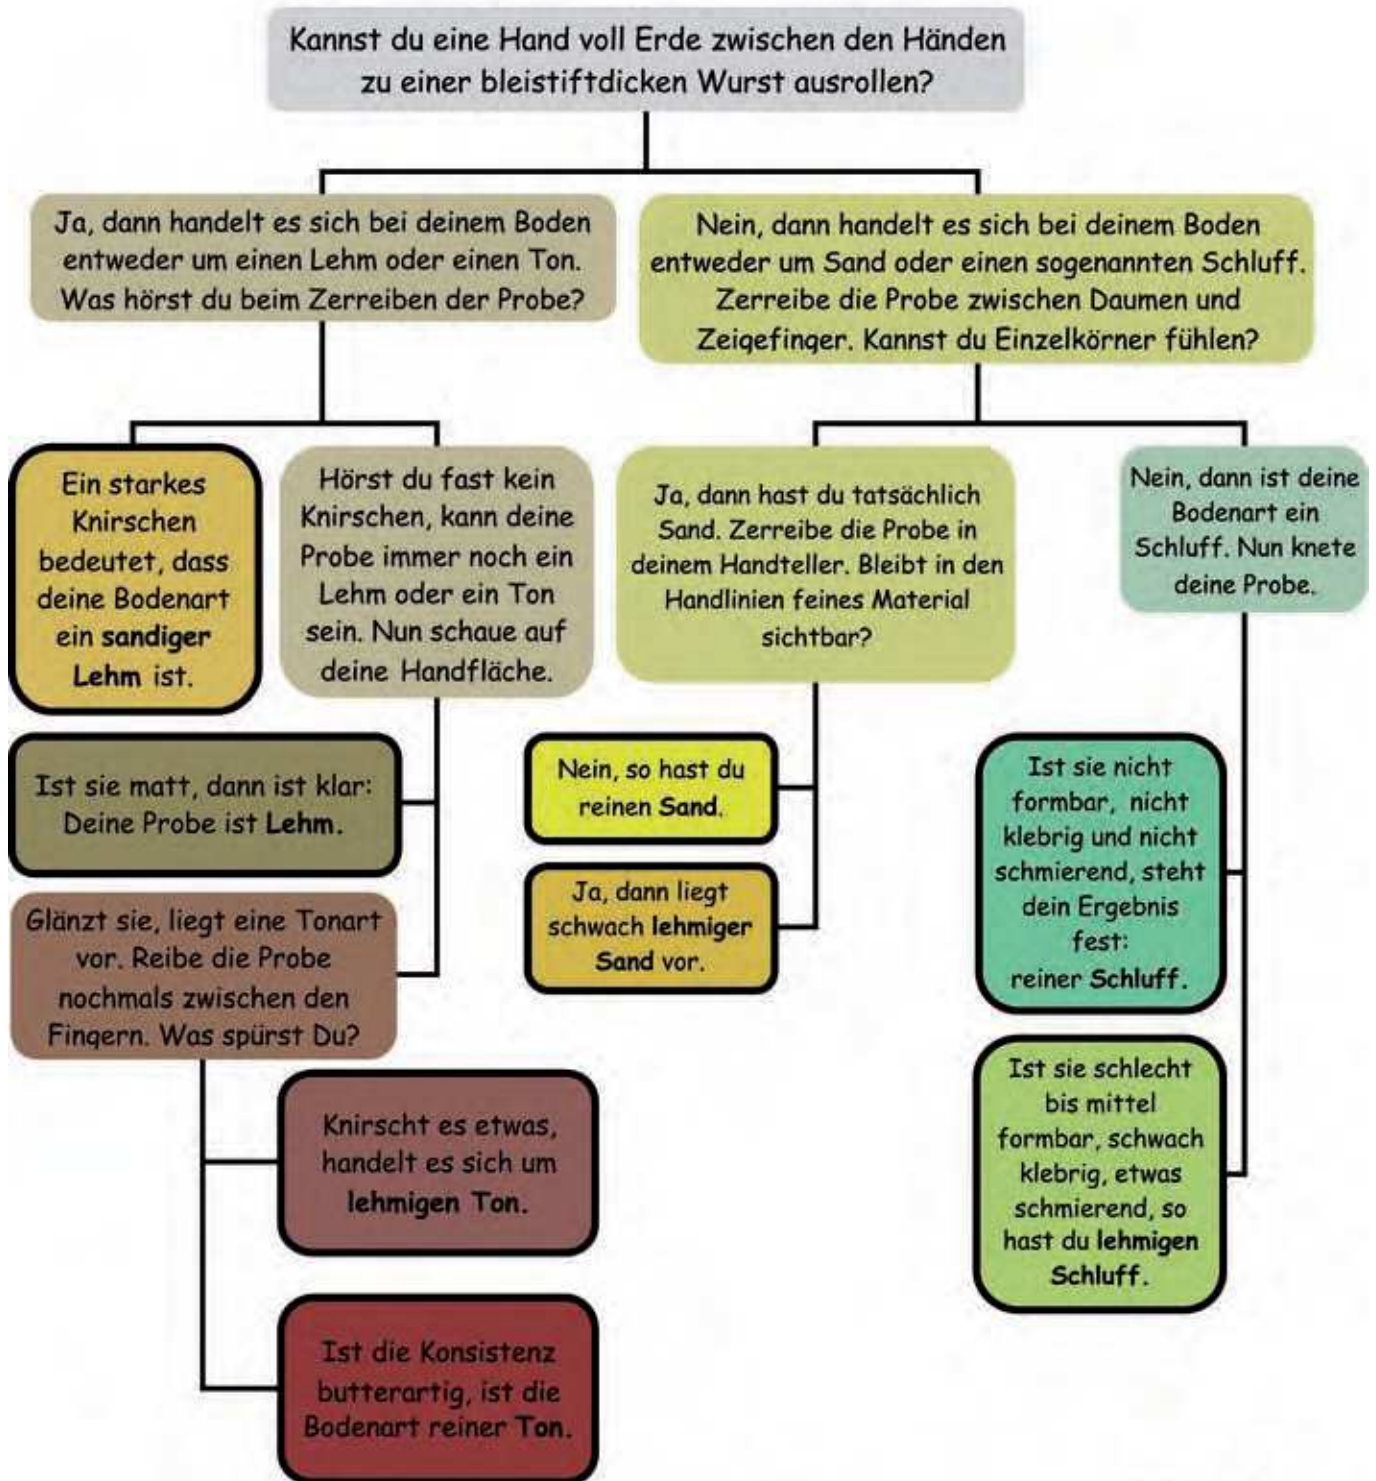 Kannst du eine Hand voll Erde zwischen den Händen
zu einer bleistiftdicken Wurst ausrollen?
Ja, dann handelt es sich bei deinem Boden
entweder um einen Lehm oder einen Ton.
Was hörst du beim Zerreiben der Probe?
Nein, dann handelt es sich bei deinem Boden
entweder um Sand oder einen sogenannten Schluff.
Zerreibe die Probe zwischen Daumen und
Zeigefinger. Kannst du Einzelkörner fühlen?
Ein starkes
Knirschen
bedeutet, dass
deine Bodenart
ein sandiger
Lehm ist.
Hörst du fast kein
Knirschen, kann deine
Probe immer noch ein
Lehm oder ein Ton
sein. Nun schaue auf
deine Handfläche.
Ja, dann hast du tatsächlich
Sand. Zerreibe die Probe in
deinem Handteller. Bleibt in den
Handlinien feines Material
sichtbar?
Nein, dann ist deine
Bodenart ein
Schluff. Nun knete
deine Probe.
Ist sie matt, dann ist klar:
Deine Probe ist Lehm.
Glänzt sie, liegt eine Tonart
vor. Reibe die Probe
nochmals zwischen den
Fingern. Was spürst Du?
Knirscht es etwas,
handelt es sich um
lehmigen Ton.
Ist die Konsistenz
butterartig, ist die
Bodenart reiner Ton.
Nein, so hast du
reinen Sand.
Ja, dann liegt
schwach lehmiger
Sand vor.
Ist sie nicht
formbar, nicht
klebrig und nicht
schmierend, steht
dein Ergebnis
fest:
reiner Schluff.
Ist sie schlecht
bis mittel
formbar, schwach
klebrig, etwas
schmierend, so
hast du lehmigen
Schluff.